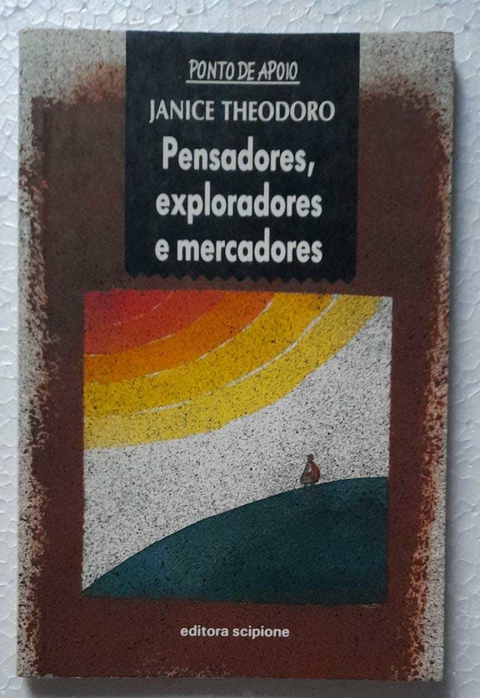 PONTO DE APOIO
JANICE THEODORO
Pensadores,
exploradores
e mercadores
editora scipione